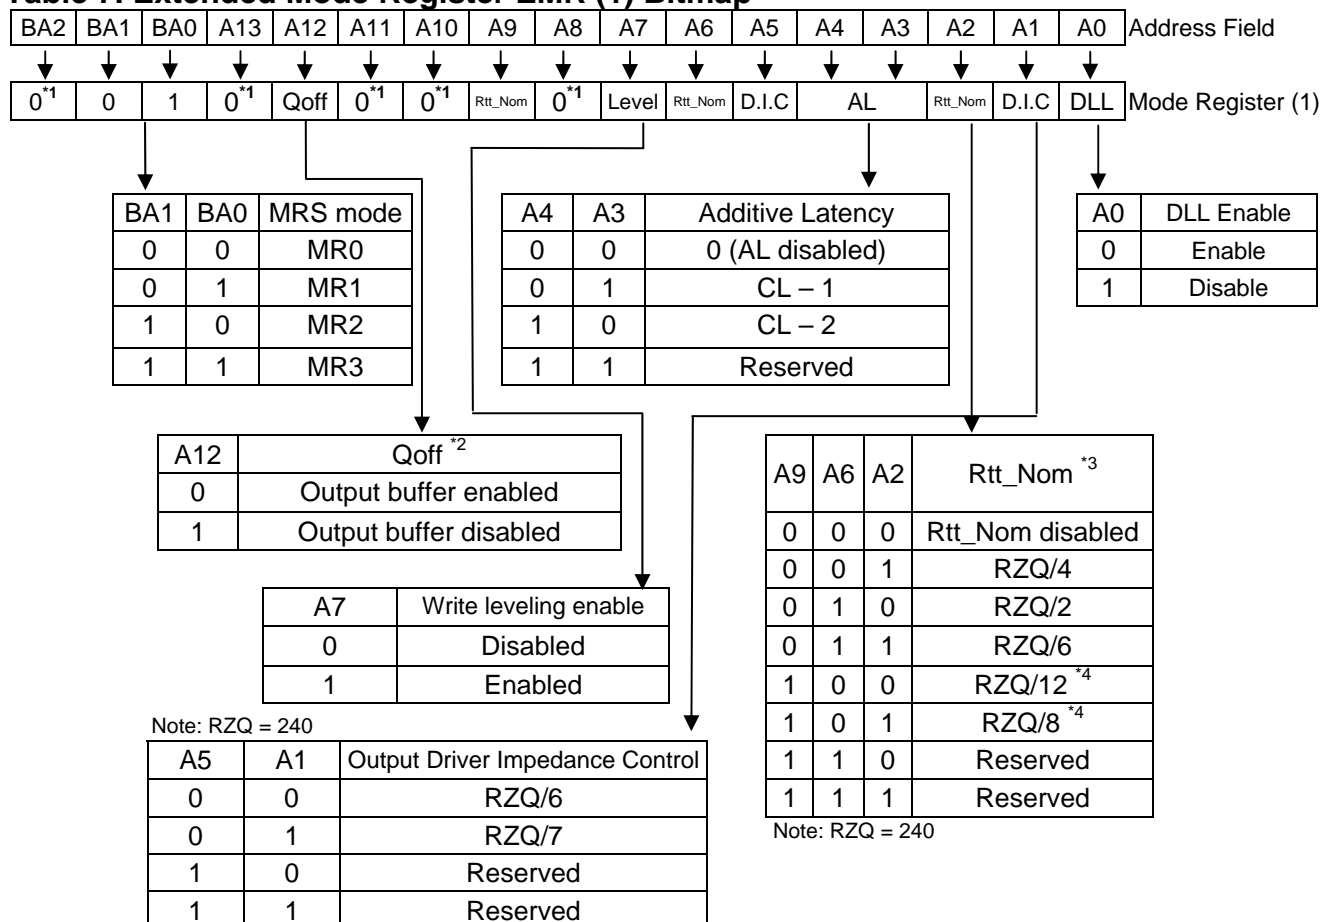 Table 7. Extended Mode Register EMR (1) Bitmap
BA2 BA1 BA0 A13 A12 A11 A10 A9 A8 A7 A6 A5 A4 A3 A2 A1 A0 Address Field
0*1 0 1 0*1 Qoff 0*1 0*1 Rtt_Nom 0*1 Level Rtt_Nom D.I.C AL Rtt_Nom D.I.C DLL Mode Register (1)
BA1 BA0 MRS mode
0 0 MR0
0 1 MR1
1 0 MR2
1 1 MR3
A4 A3 Additive Latency
0 0 0 (AL disabled)
0 1 CL – 1
1 0 CL – 2
1 1 Reserved
A0 DLL Enable
0 Enable
1 Disable
A12 Qoff *2
0 Output buffer enabled
1 Output buffer disabled
A9 A6 A2 Rtt_Nom *3
0 0 0 Rtt_Nom disabled
0 0 1 RZQ/4
0 1 0 RZQ/2
0 1 1 RZQ/6
1 0 0 RZQ/12 *4
1 0 1 RZQ/8 *4
1 1 0 Reserved
1 1 1 Reserved
Note: RZQ = 240
A7 Write leveling enable
0 Disabled
1 Enabled
Note: RZQ = 240
A5 A1 Output Driver Impedance Control
0 0 RZQ/6
0 1 RZQ/7
1 0 Reserved
1 1 Reserved